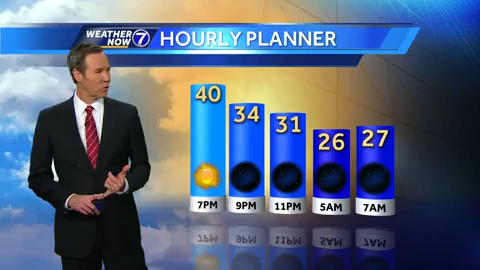 WEATHER
NOW 7
HOURLY PLANNER
40 34 31 26 27
7PM 9PM 11PM 5AM 7AM